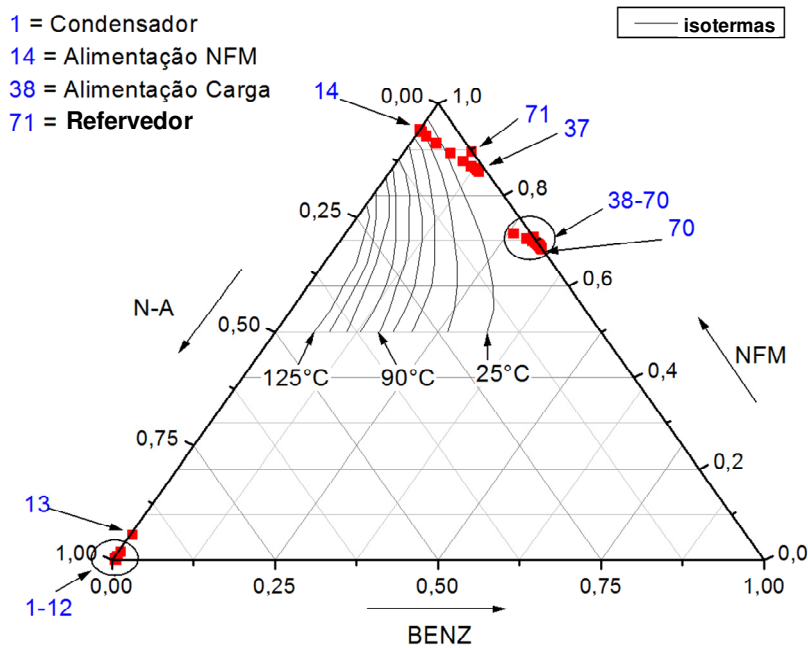 1 = Condensador
14 = Alimentação NFM
38 = Alimentação Carga
71 = Refervedor
isotermas
14
0,00
1,0
71
37
0,8
38-70
0,25
70
0,6
N-A
0,50
125°C
90°C
25°C
NFM
0,4
0,75
0,2
13
1,00
0,0
0,00
0,25
0,50
0,75
1,00
1-12
BENZ